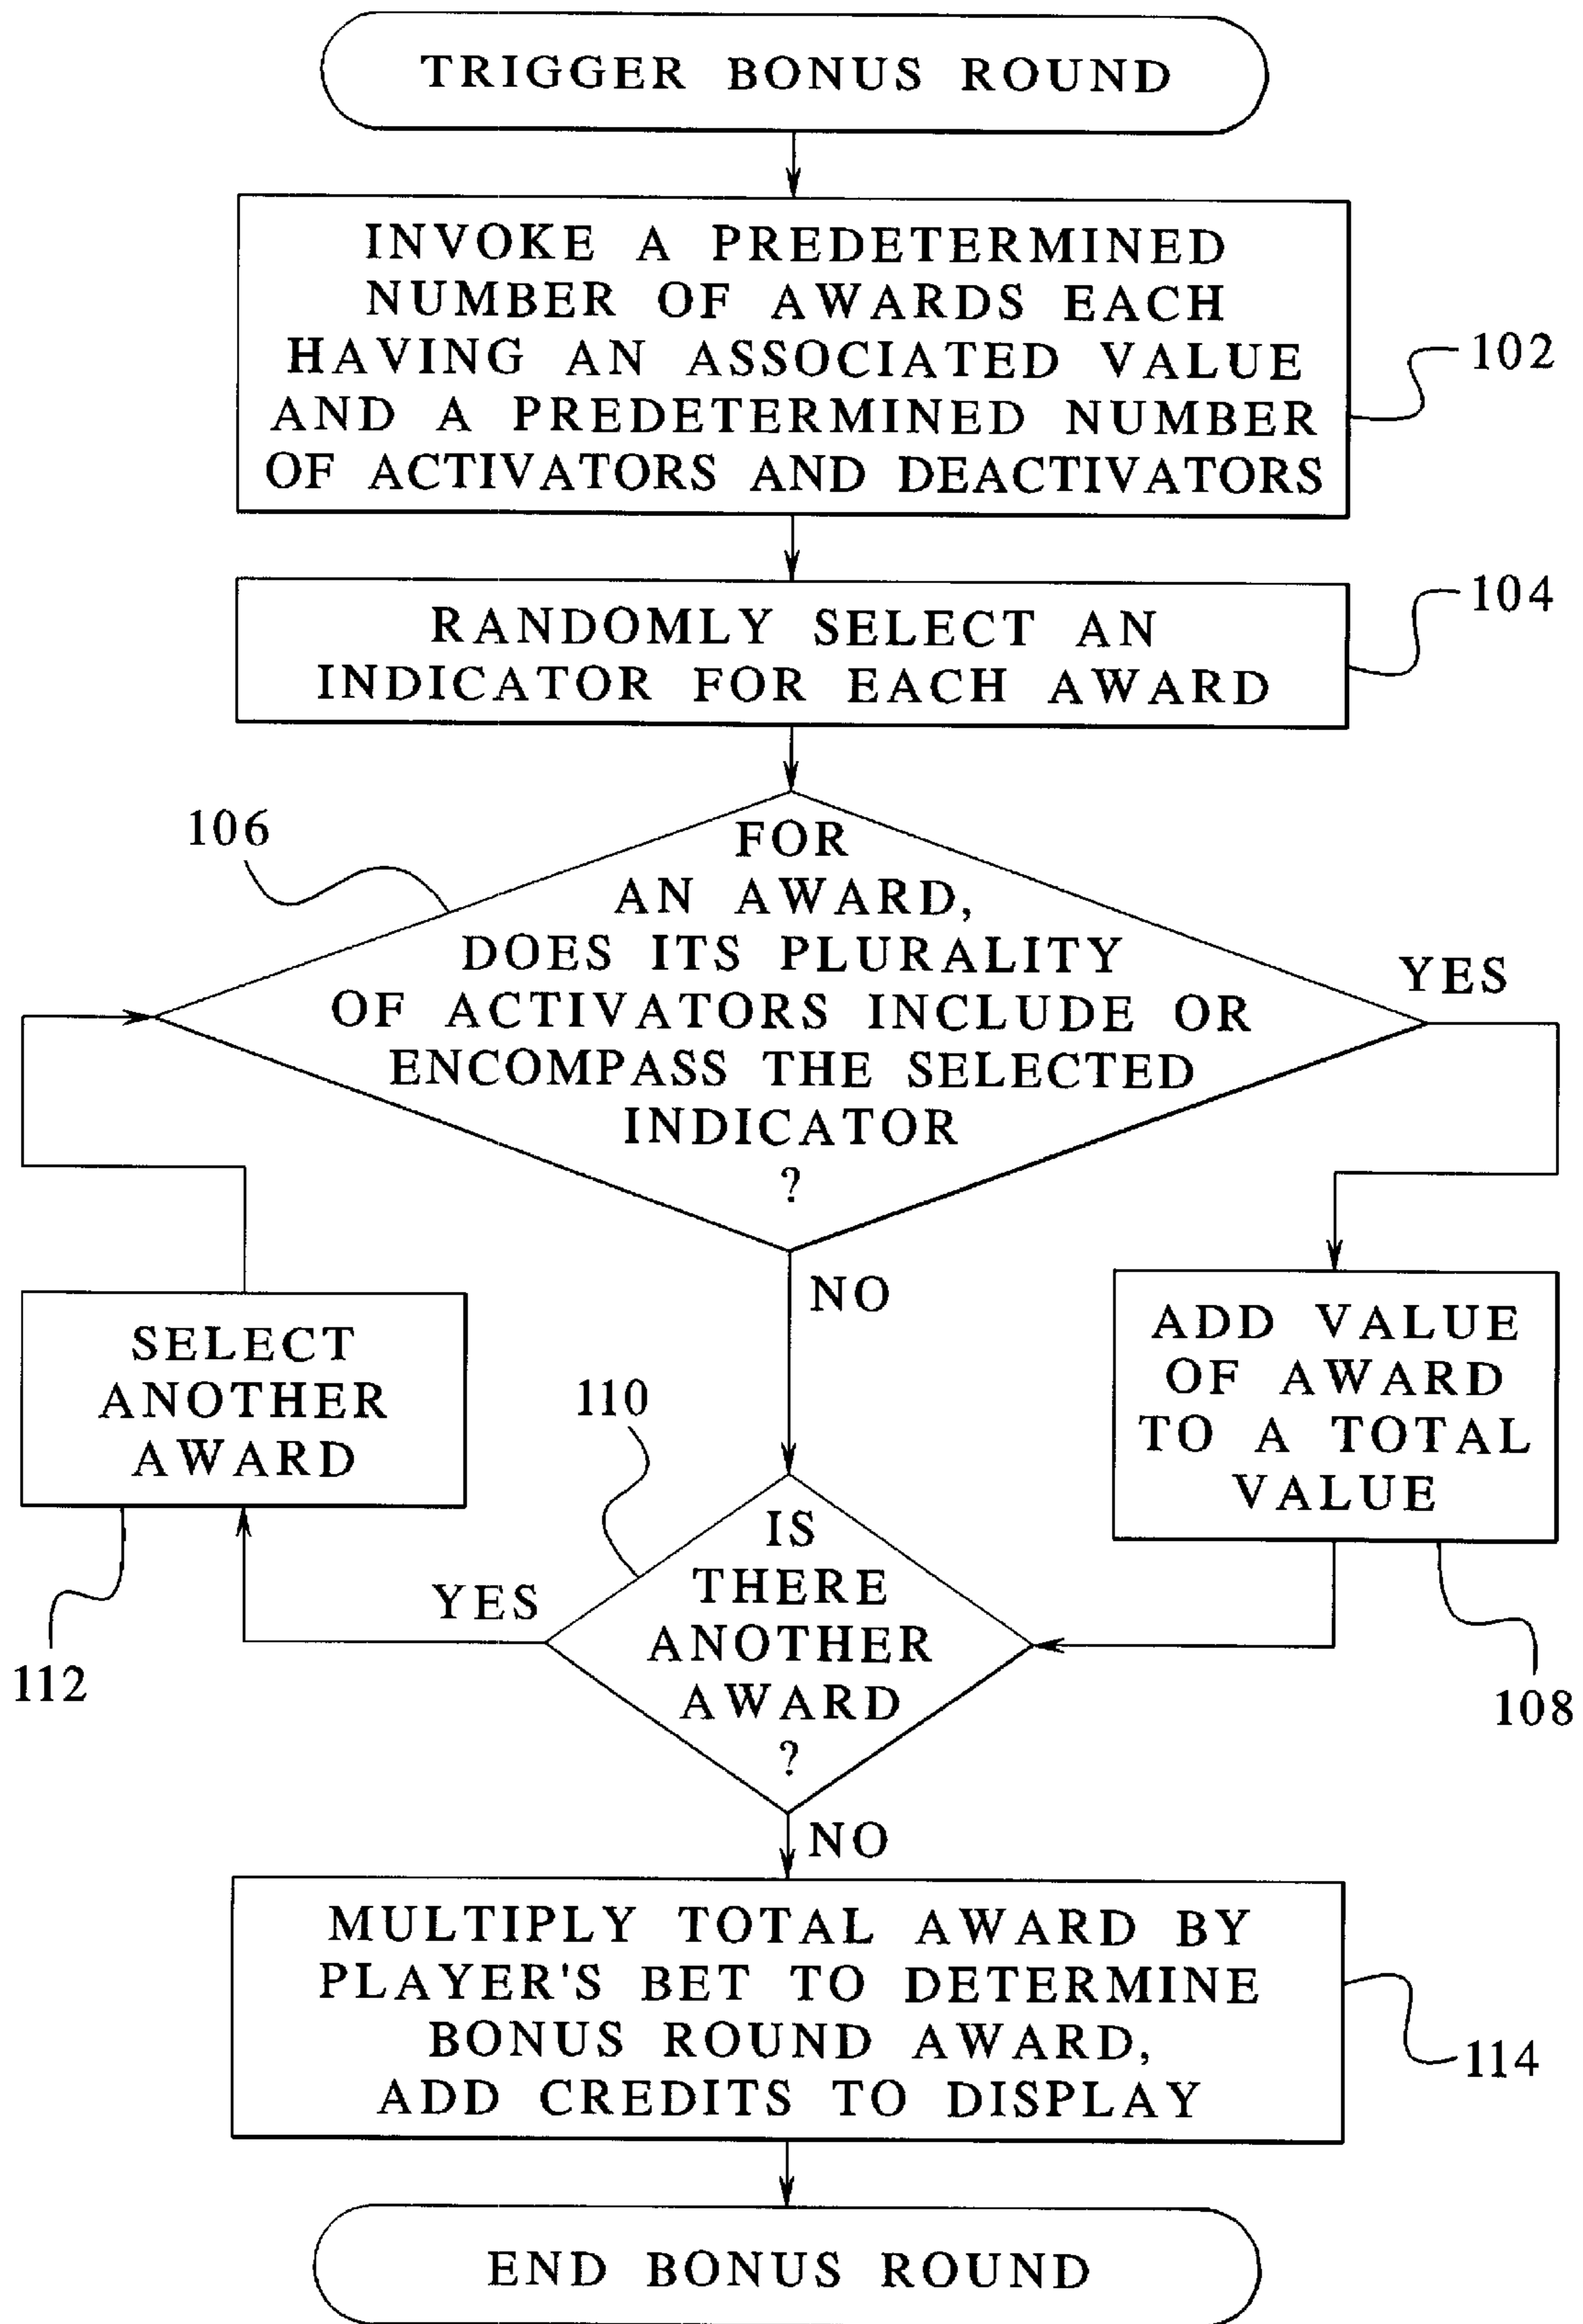 TRIGGER BONUS ROUND
INVOKE A PREDETERMINED
NUMBER OF AWARDS EACH
HAVING AN ASSOCIATED VALUE
AND A PREDETERMINED NUMBER
OF ACTIVATORS AND DEACTIVATORS
102
RANDOMLY SELECT AN
INDICATOR FOR EACH AWARD
104
106
FOR
AN AWARD,
DOES ITS PLURALITY
OF ACTIVATORS INCLUDE OR
ENCOMPASS THE SELECTED
INDICATOR
?
YES
NO
ADD VALUE
OF AWARD
TO A TOTAL
VALUE
108
SELECT
ANOTHER
AWARD
112
110
IS
THERE
ANOTHER
AWARD
?
YES
NO
MULTIPLY TOTAL AWARD BY
PLAYER'S BET TO DETERMINE
BONUS ROUND AWARD,
ADD CREDITS TO DISPLAY
114
END BONUS ROUND